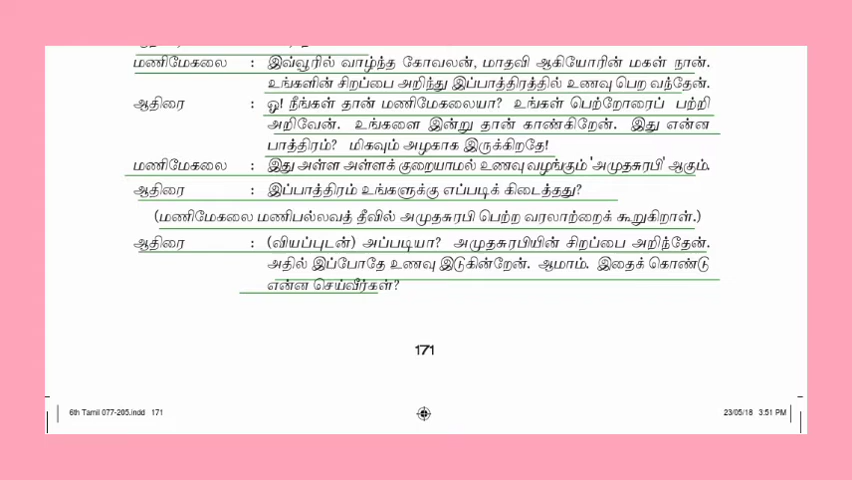 மணிமேகலை : இவ்வூரில் வாழ்ந்த கோவலன், மாதவி ஆகியோரின் மகள் நான்.
உங்களின் சிறப்பை அறிந்து இப்பாத்திரத்தில் உணவு பெற வந்தேன்.
ஆதிரை : ஓ! நீங்கள் தான் மணிமேகலையா? உங்கள் பெற்றோரைப் பற்றி
அறிவேன். உங்களை இன்று தான் காண்கிறேன். இது என்ன
பாத்திரம்? மிகவும் அழகாக இருக்கிறதே!
மணிமேகலை : இது அள்ள அள்ளக் குறையாமல் உணவு வழங்கும் 'அமுதசுரபி' ஆகும்.
ஆதிரை : இப்பாத்திரம் உங்களுக்கு எப்படிக் கிடைத்தது?
(மணிமேகலை மணிபல்லவத் தீவில் அமுதசுரபி பெற்ற வரலாற்றைக் கூறுகிறாள்.)
ஆதிரை : (வியப்புடன்) அப்படியா? அமுதசுரபியின் சிறப்பை அறிந்தேன்.
அதில் இப்போதே உணவு இடுகின்றேன். ஆமாம். இதைக் கொண்டு
என்ன செய்வீர்கள்?
171
6th Tamil 077-205.indd 171 23/05/18 3:51 PM